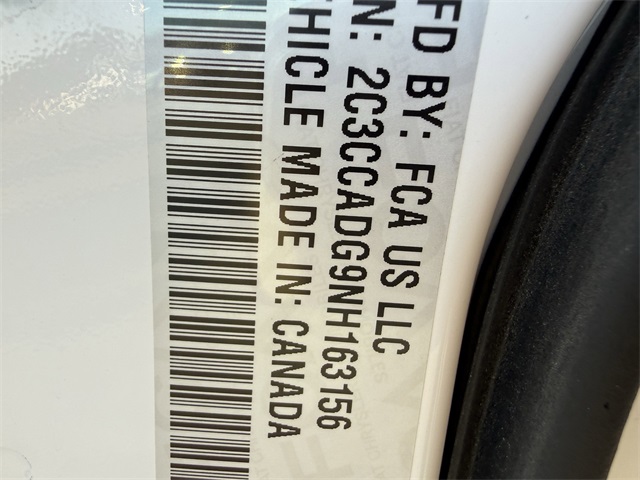 FD BY: FCA US LLC
N: 2C3CCADG9NH163156
HICLE MADE IN: CANADA